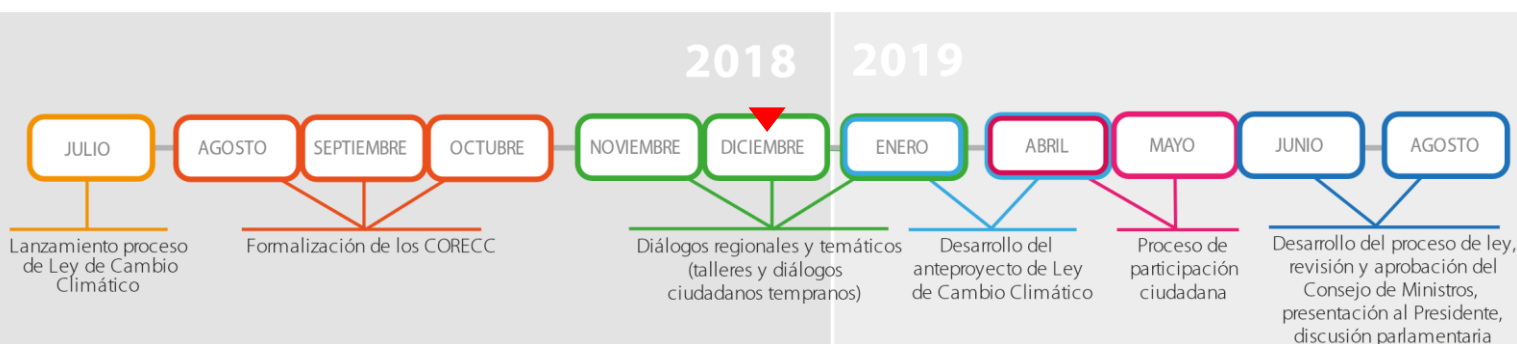 2018 2019
JULIO AGOSTO SEPTIEMBRE OCTUBRE NOVIEMBRE DICIEMBRE ENERO ABRIL MAYO JUNIO AGOSTO
Lanzamiento proceso
de Ley de Cambio
Climático
Formalización de los CORECC
Diálogos regionales y temáticos
(talleres y diálogos
ciudadanos tempranos)
Desarrollo del
anteproyecto de Ley
de Cambio Climático
Proceso de
participación
ciudadana
Desarrollo del proceso de ley,
revisión y aprobación del
Consejo de Ministros,
presentación al Presidente,
discusión parlamentaria